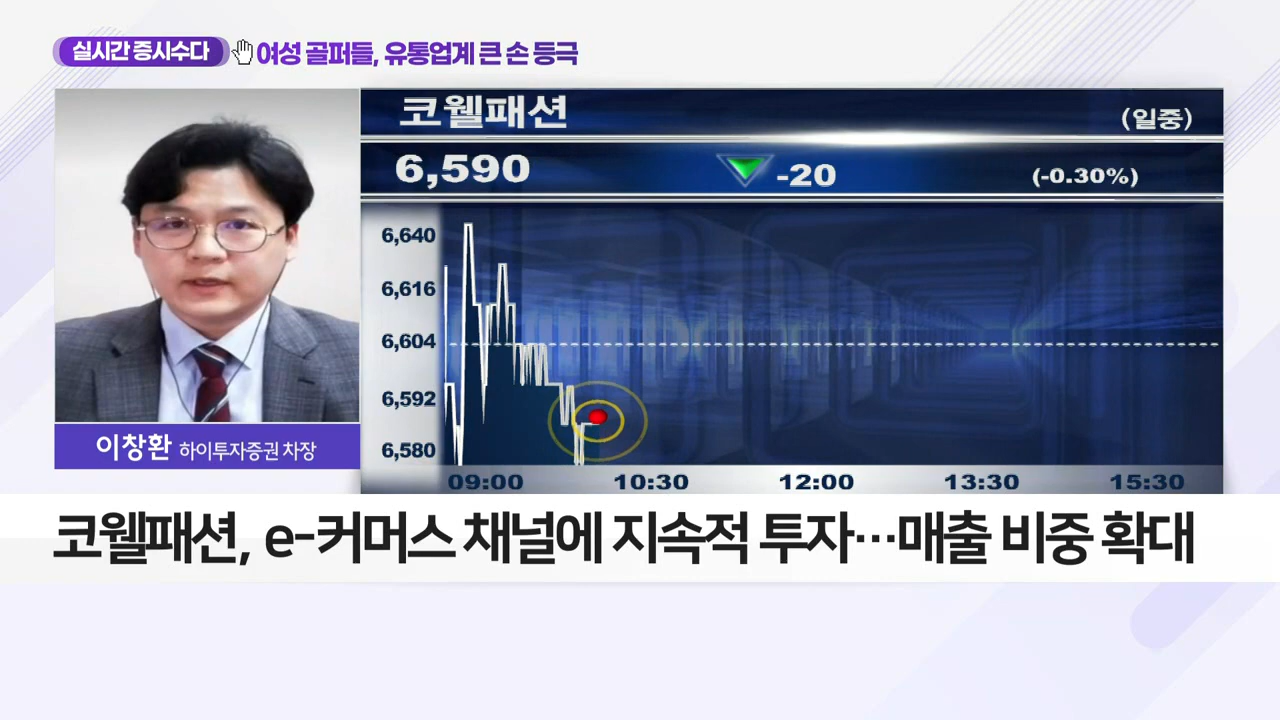 실시간 증시수다 여성 골퍼들, 유통업계 큰 손 등극
코웰패션 (일중)
6,590 -20 (-0.30%)
6,640
6,616
6,604
6,592
6,580
09:00 10:30 12:00 13:30 15:30
이창환 하이투자증권 차장
코웰패션, e-커머스 채널에 지속적 투자…매출 비중 확대